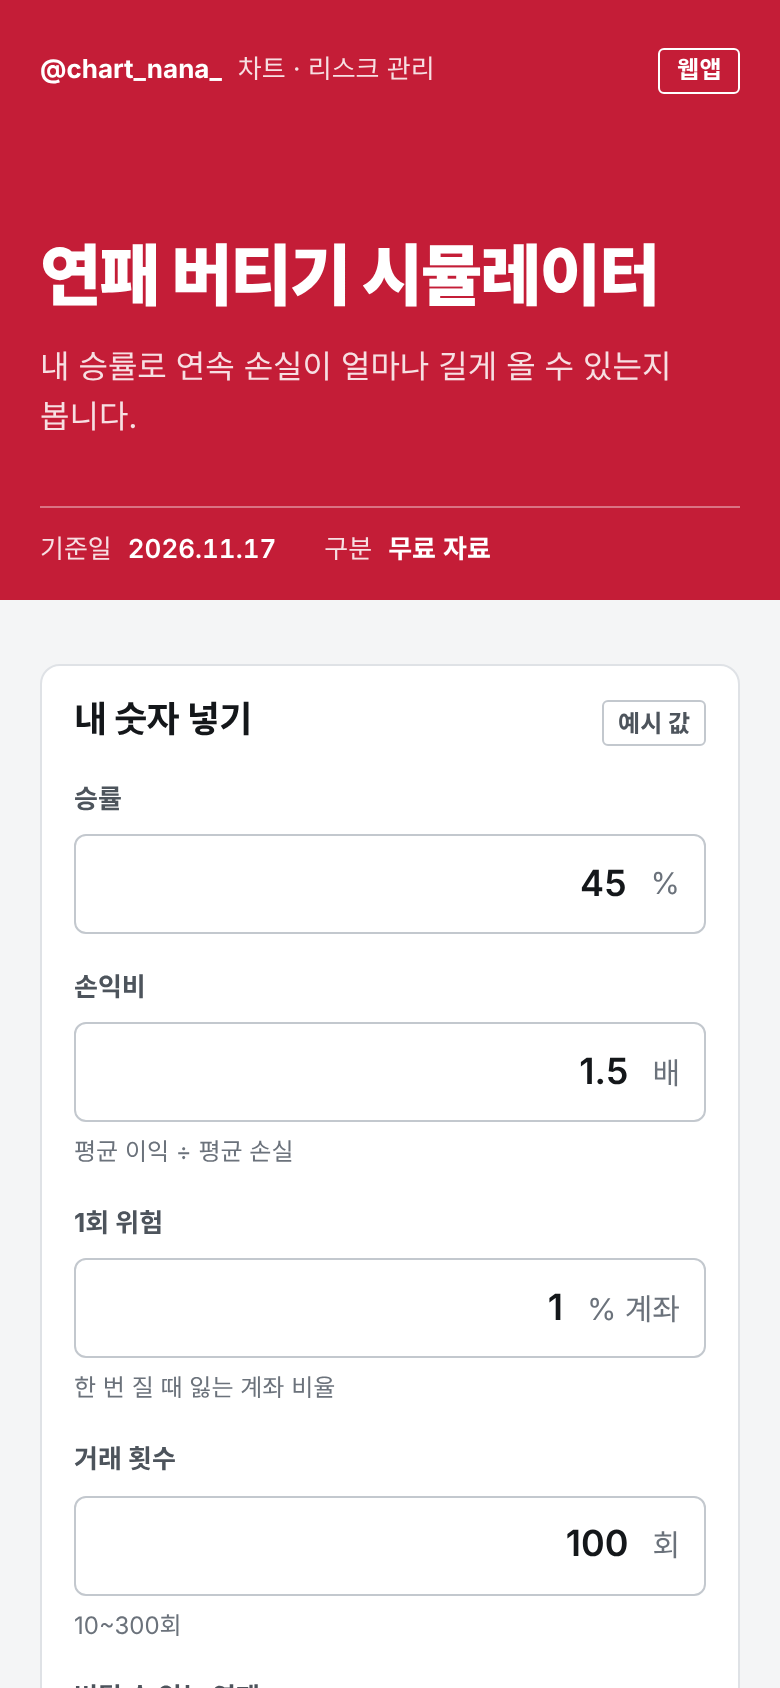 @chart_nana_ 차트 · 리스크 관리
웹앱
연패 버티기 시뮬레이터
내 승률로 연속 손실이 얼마나 길게 올 수 있는지
봅니다.
기준일 2026.11.17 구분 무료 자료
내 숫자 넣기
예시 값
승률
45 %
손익비
1.5 배
평균 이익 ÷ 평균 손실
1회 위험
1 % 계좌
한 번 질 때 잃는 계좌 비율
거래 횟수
100 회
10~300회